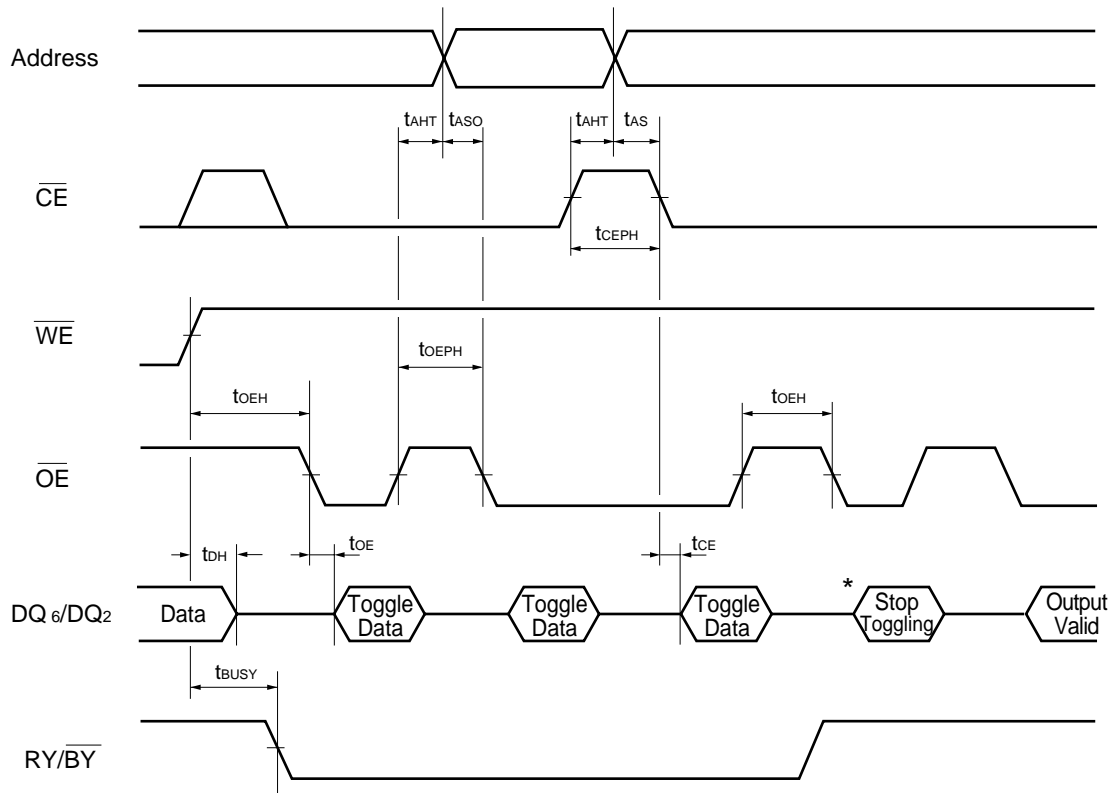 Address
tAHT tASO tAHT tAS
CE
tCEPH
WE
tOEPH
tOEH tOEH
OE
tDH tOE tCE
*
DQ6/DQ2 Data Toggle Data Toggle Data Toggle Data Stop Toggling Output Valid
tBUSY
RY/BY